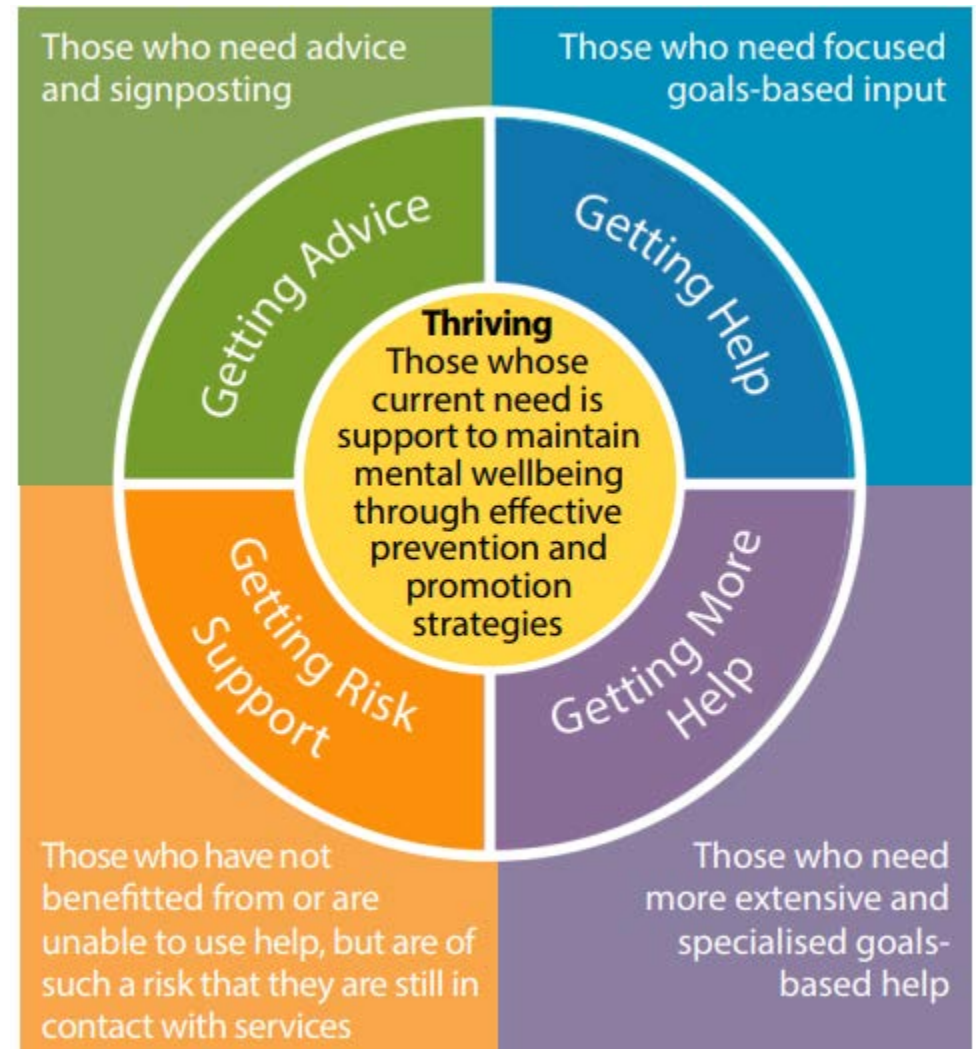 Those who need advice
and signposting
Those who need focused
goals-based input
Getting Advice
Getting Help
Thriving
Those whose
current need is
support to maintain
mental wellbeing
through effective
prevention and
promotion
strategies
Getting Risk
Support
Getting More
Help
Those who have not
benefitted from or are
unable to use help, but are of
such a risk that they are still in
contact with services
Those who need
more extensive and
specialised goals-
based help